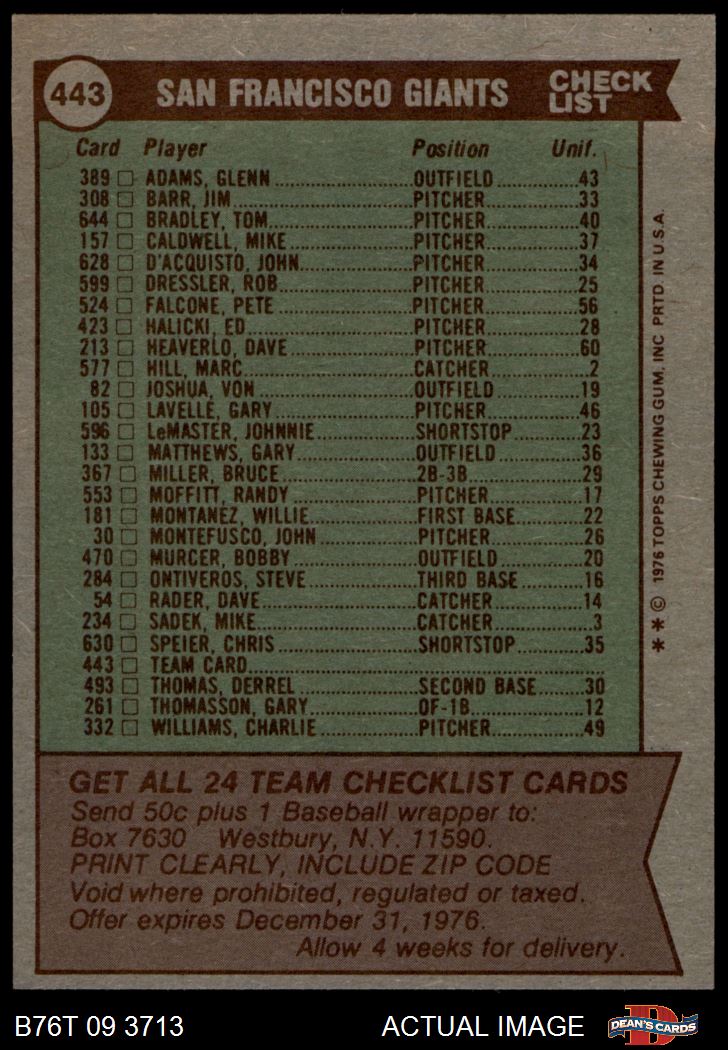 443 SAN FRANCISCO GIANTS CHECK LIST
Card Player Position Unif.
389 ADAMS, GLENN OUTFIELD 43
308 BARR, JIM PITCHER 33
644 BRADLEY, TOM PITCHER 40
157 CALDWELL, MIKE PITCHER 37
628 D'ACQUISTO, JOHN PITCHER 34
599 DRESSLER, ROB PITCHER 25
524 FALCONE, PETE PITCHER 56
423 HALICKI, ED PITCHER 28
213 HEAVERLO, DAVE PITCHER 60
577 HILL, MARC CATCHER 2
82 JOSHUA, VON OUTFIELD 19
105 LAVELLE, GARY PITCHER 46
596 LeMASTER, JOHNNIE SHORTSTOP 23
133 MATTHEWS, GARY OUTFIELD 36
367 MILLER, BRUCE 2B-3B 29
553 MOFFITT, RANDY PITCHER 17
181 MONTANEZ, WILLIE FIRST BASE 22
30 MONTEFUSCO, JOHN PITCHER 26
470 MURCER, BOBBY OUTFIELD 20
284 ONTIVEROS, STEVE THIRD BASE 16
54 RADER, DAVE CATCHER 14
234 SADEK, MIKE CATCHER 3
630 SPEIER, CHRIS SHORTSTOP 35
443 TEAM CARD
493 THOMAS, DERREL SECOND BASE 30
261 THOMASSON, GARY OF-1B 12
332 WILLIAMS, CHARLIE PITCHER 49
**© 1976 TOPPS CHEWING GUM, INC PRTD. IN U.S.A.
GET ALL 24 TEAM CHECKLIST CARDS
Send 50c plus 1 Baseball wrapper to:
Box 7630 Westbury, N.Y. 11590.
PRINT CLEARLY, INCLUDE ZIP CODE
Void where prohibited, regulated or taxed.
Offer expires December 31, 1976.
Allow 4 weeks for delivery.
B76T 09 3713 ACTUAL IMAGE D DEAN'S CARDS